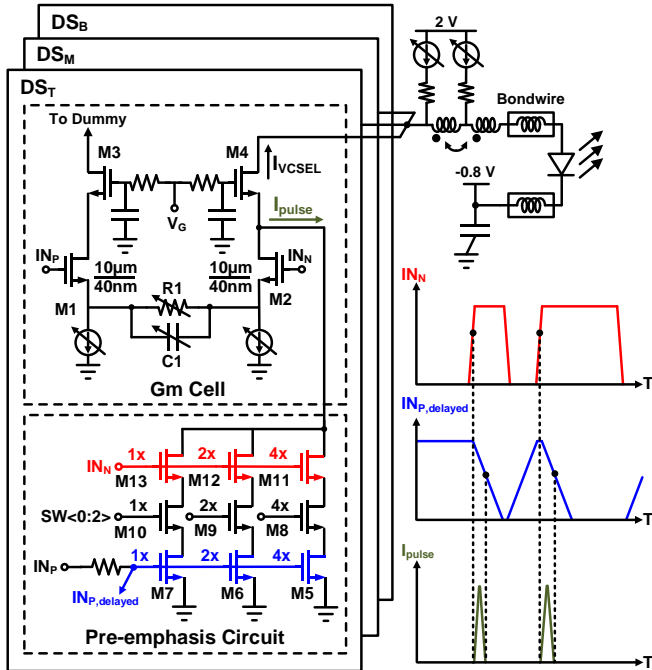 DS_B
DS_M
DS_T
2 V
Bondwire
To Dummy
M3
M4
I_VCSEL
-0.8 V
V_G
I_pulse
IN_P
10μm
40nm
10μm
40nm
IN_N
M1
R1
M2
C1
Gm Cell
IN_N
T
IN_P,delayed
T
I_pulse
T
1x
2x
4x
IN_N
M13
M12
M11
1x
2x
4x
SW<0:2>
M10
M9
M8
IN_P
1x
2x
4x
IN_P,delayed
M7
M6
M5
Pre-emphasis Circuit